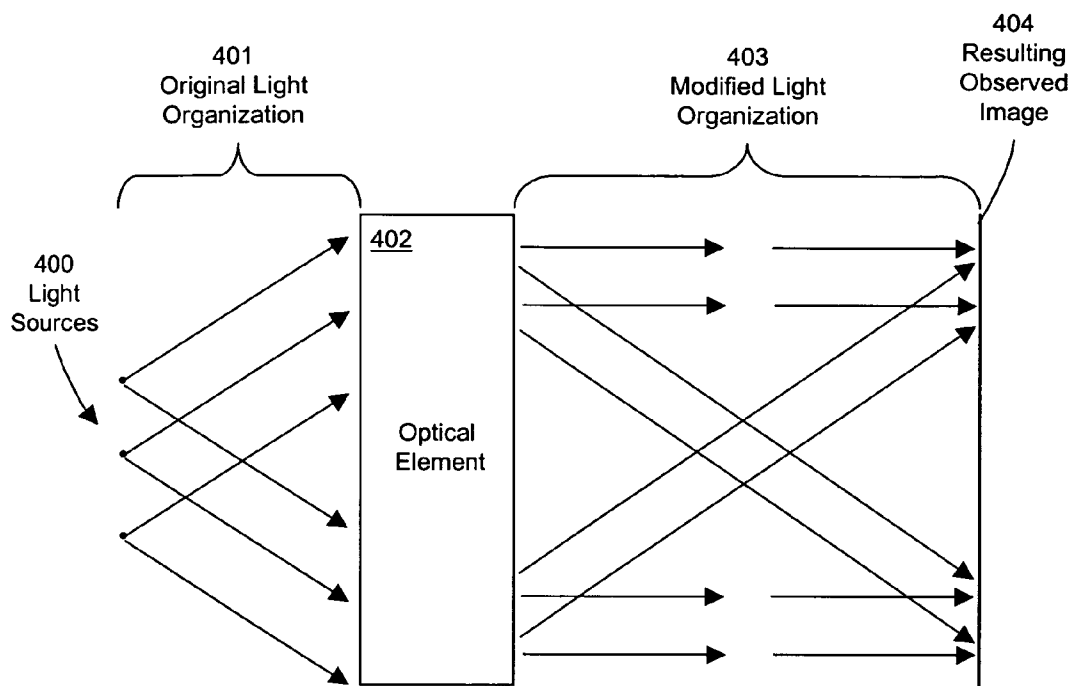 401
Original Light
Organization
403
Modified Light
Organization
404
Resulting
Observed
Image
400
Light
Sources
402
Optical
Element